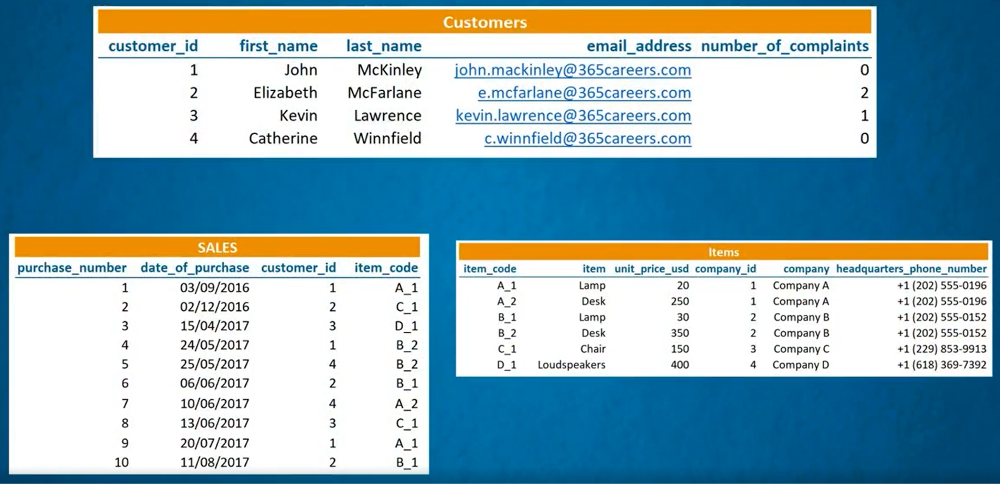 Customers
customer_id first_name last_name email_address number_of_complaints
1 John McKinley john.mackinley@365careers.com 0
2 Elizabeth McFarlane e.mcfarlane@365careers.com 2
3 Kevin Lawrence kevin.lawrence@365careers.com 1
4 Catherine Winnfield c.winnfield@365careers.com 0
SALES
purchase_number date_of_purchase customer_id item_code
1 03/09/2016 1 A_1
2 02/12/2016 2 C_1
3 15/04/2017 3 D_1
4 24/05/2017 1 B_2
5 25/05/2017 4 B_2
6 06/06/2017 2 B_1
7 10/06/2017 4 A_2
8 13/06/2017 3 C_1
9 20/07/2017 1 A_1
10 11/08/2017 2 B_1
Items
item_code item unit_price_usd company_id company headquarters_phone_number
A_1 Lamp 20 1 Company A +1 (202) 555-0196
A_2 Desk 250 1 Company A +1 (202) 555-0196
B_1 Lamp 30 2 Company B +1 (202) 555-0152
B_2 Desk 350 2 Company B +1 (202) 555-0152
C_1 Chair 150 3 Company C +1 (229) 853-9913
D_1 Loudspeakers 400 4 Company D +1 (618) 369-7392